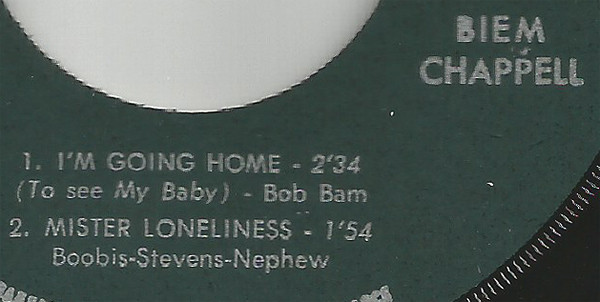 BIEM
CHAPPELL
1. I'M GOING HOME - 2'34
(To see My Baby) - Bob Bam
2. MISTER LONELINESS - 1'54
Boobis-Stevens-Nephew